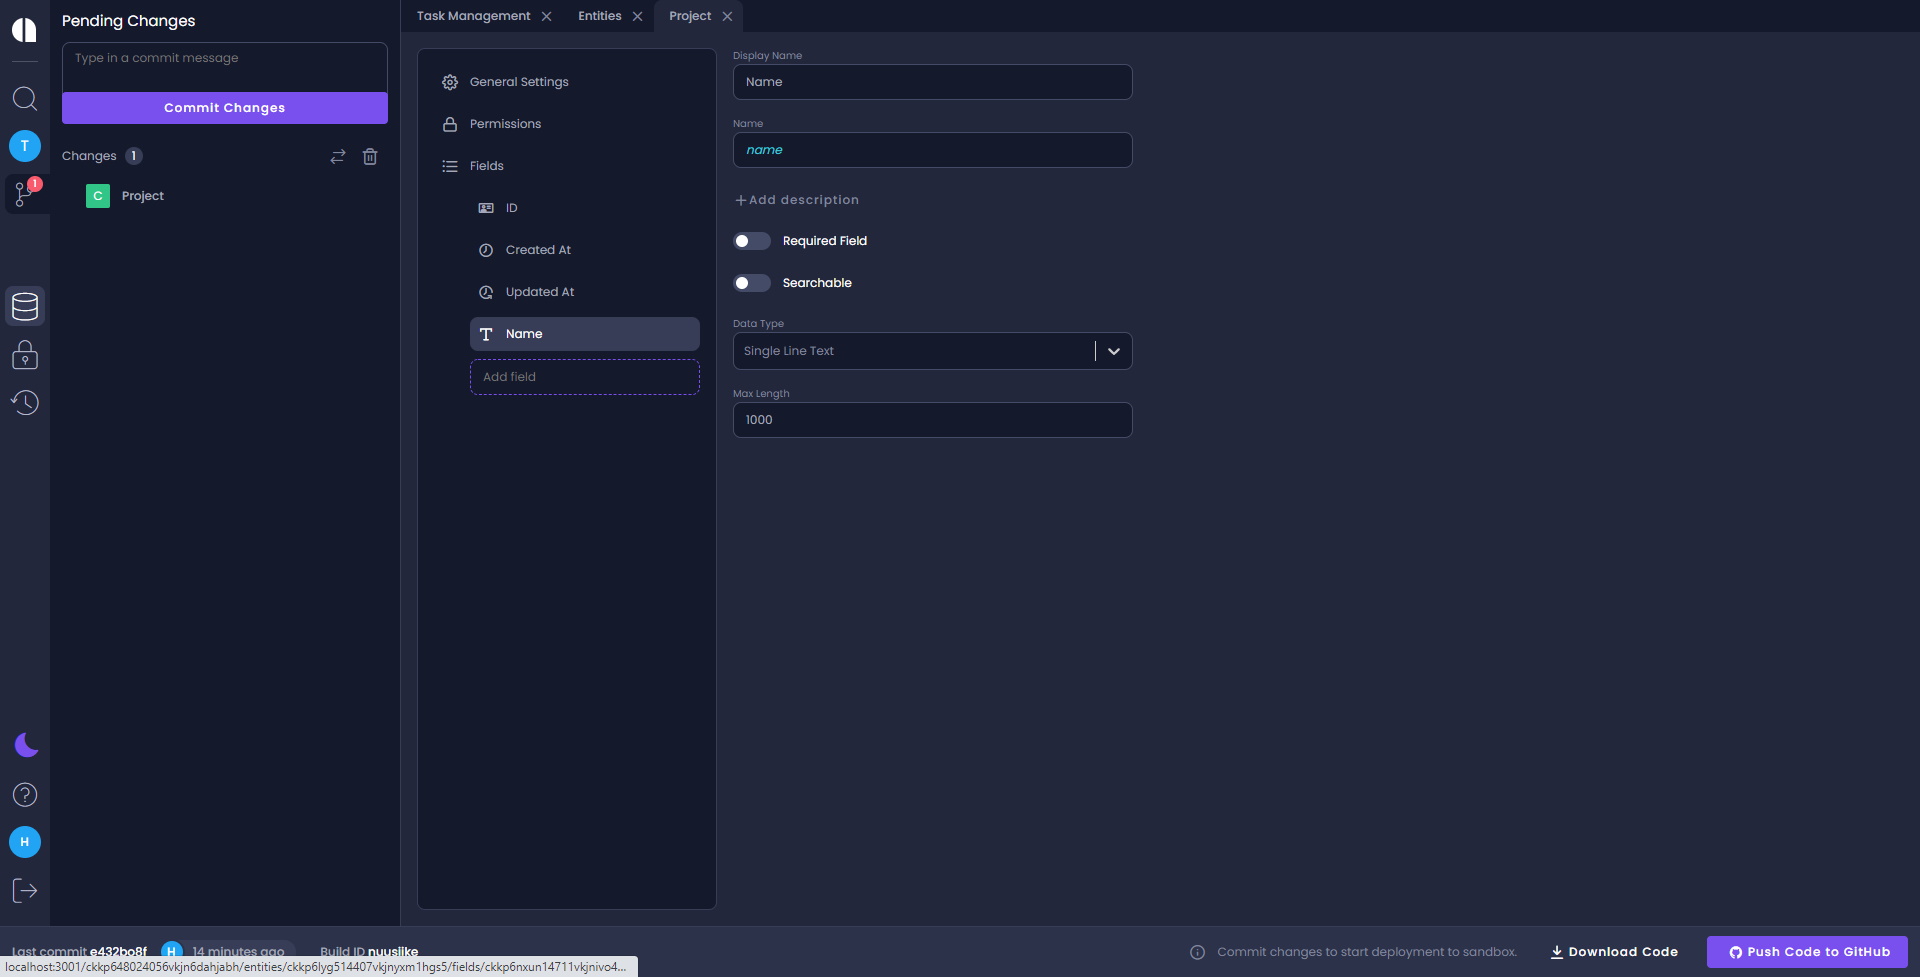 Pending Changes
Type in a commit message
Commit Changes
Changes 1
C Project
T
1
H
Task Management
Entities
Project
General Settings
Permissions
Fields
ID
Created At
Updated At
Name
Add field
Display Name
Name
Name
name
Add description
Required Field
Searchable
Data Type
Single Line Text
Max Length
1000
Last commit e432bo8f H 14 minutes ago Build ID nuusjike
Commit changes to start deployment to sandbox.
Download Code
Push Code to GitHub
localhost:3001/ckkp648024056vkjn6dahjabh/entities/ckkp6lyg514407vkjnyxm1hgs5/fields/ckkp6nxun14711vkjnivo4...